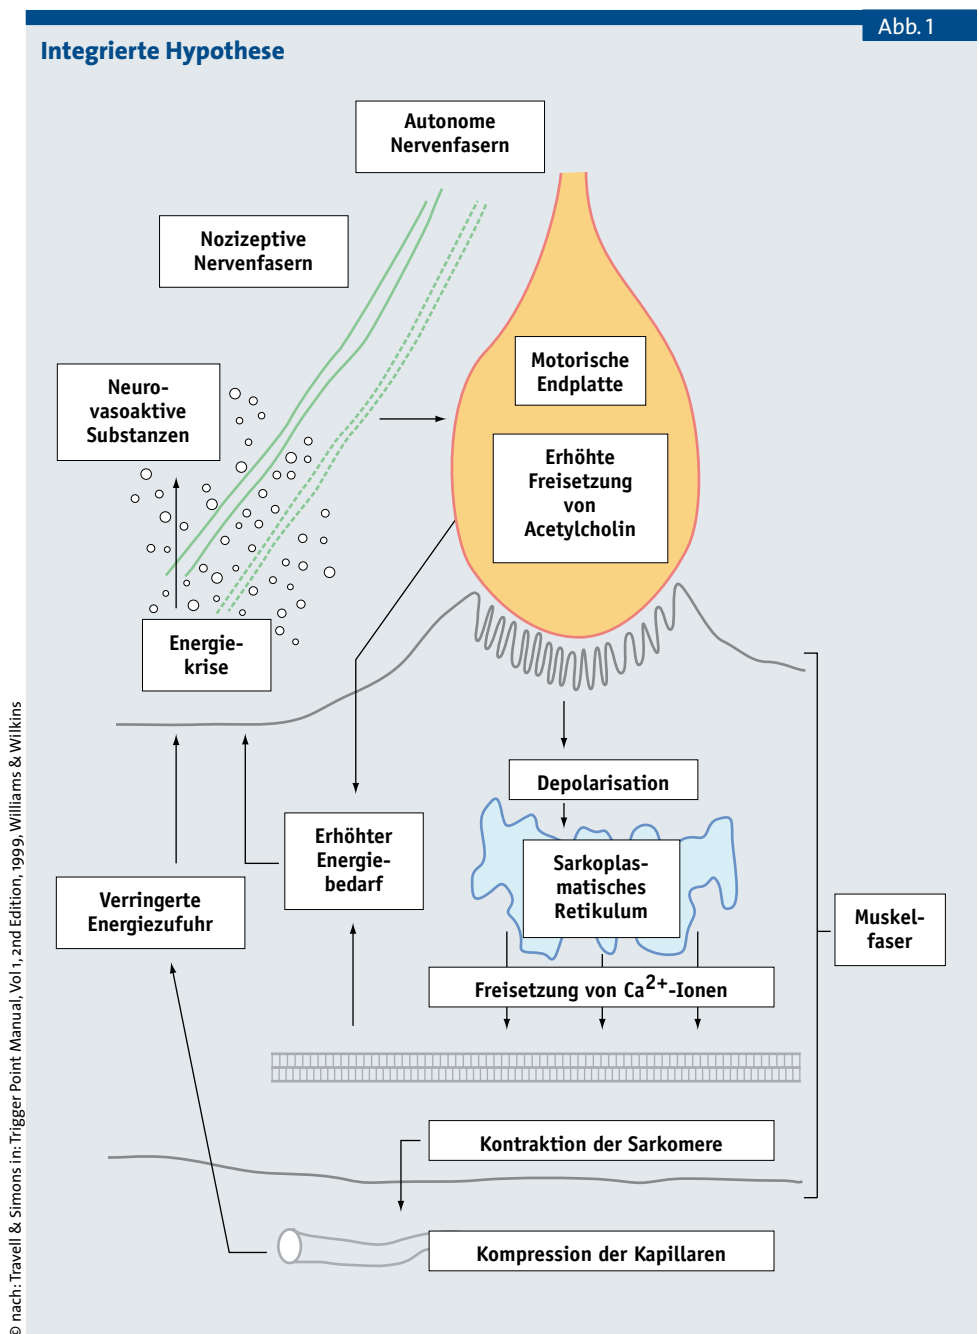 Abb. 1
Integrierte Hypothese
Autonome
Nervenfasern
Nozizeptive
Nervenfasern
Motorische
Endplatte
Neuro-
vasoaktive
Substanzen
Erhöhte
Freisetzung
von
Acetylcholin
Energie-
krise
Depolarisation
Erhöhter
Energie-
bedarf
Sarkoplas-
matisches
Retikulum
Verringerte
Energiezufuhr
Muskel-
faser
Freisetzung von Ca2+-Ionen
Kontraktion der Sarkomere
Kompression der Kapillaren
© nach: Travell & Simons in: Trigger Point Manual, Vol 1, 2nd Edition, 1999, Williams & Wilkins